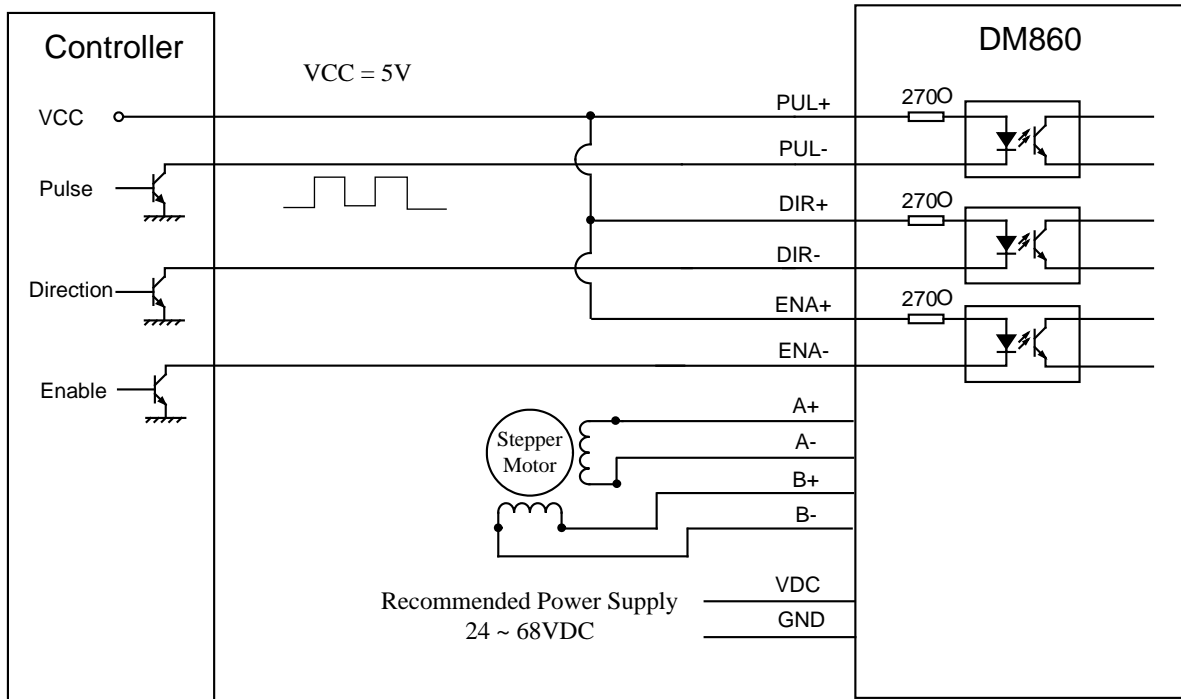 Controller
DM860
VCC = 5V
VCC
PUL+
270O
Pulse
PUL-
DIR+
270O
Direction
DIR-
ENA+
270O
Enable
ENA-
Stepper
Motor
A+
A-
B+
B-
Recommended Power Supply
24 ~ 68VDC
VDC
GND